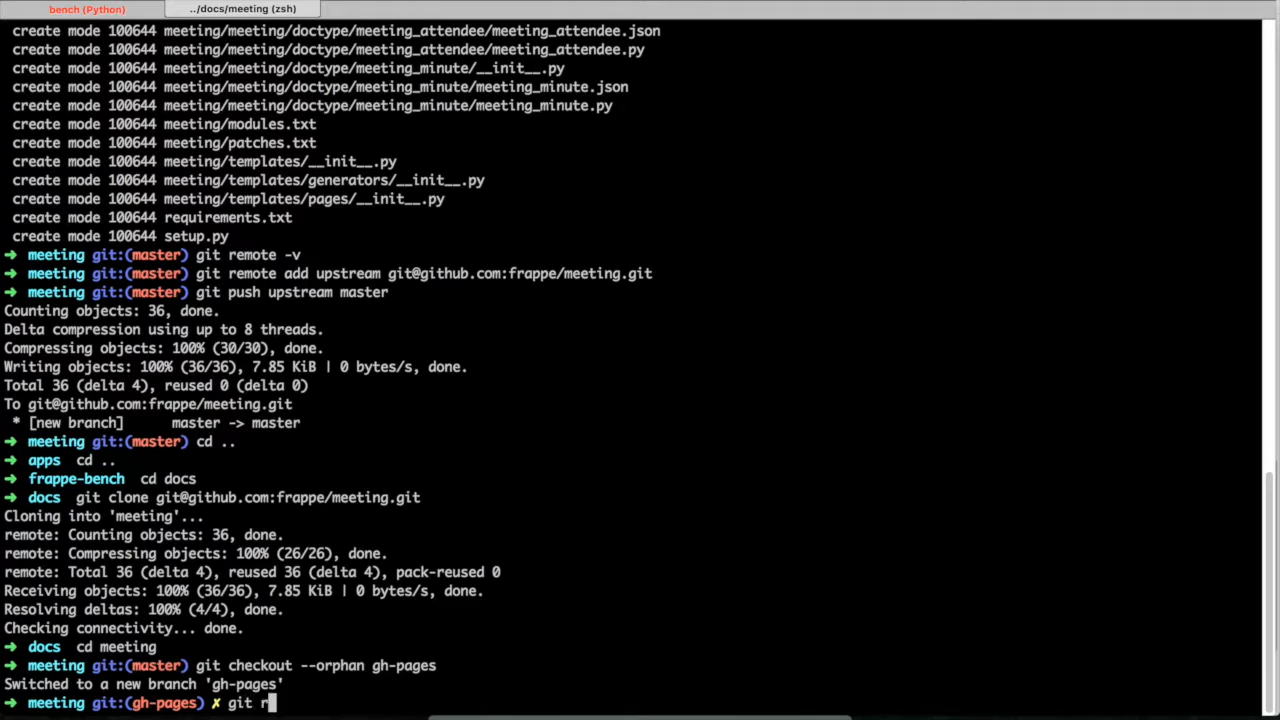 bench (Python)
../docs/meeting (zsh)
create mode 100644 meeting/meeting/doctype/meeting_attendee/meeting_attendee.json
create mode 100644 meeting/meeting/doctype/meeting_attendee/meeting_attendee.py
create mode 100644 meeting/meeting/doctype/meeting_minute/__init__.py
create mode 100644 meeting/meeting/doctype/meeting_minute/meeting_minute.json
create mode 100644 meeting/meeting/doctype/meeting_minute/meeting_minute.py
create mode 100644 meeting/modules.txt
create mode 100644 meeting/patches.txt
create mode 100644 meeting/templates/__init__.py
create mode 100644 meeting/templates/generators/__init__.py
create mode 100644 meeting/templates/pages/__init__.py
create mode 100644 requirements.txt
create mode 100644 setup.py
➜ meeting git:(master) git remote -v
➜ meeting git:(master) git remote add upstream git@github.com:frappe/meeting.git
➜ meeting git:(master) git push upstream master
Counting objects: 36, done.
Delta compression using up to 8 threads.
Compressing objects: 100% (30/30), done.
Writing objects: 100% (36/36), 7.85 KiB | 0 bytes/s, done.
Total 36 (delta 4), reused 0 (delta 0)
To git@github.com:frappe/meeting.git
* [new branch] master -> master
➜ meeting git:(master) cd ..
➜ apps cd ..
➜ frappe-bench cd docs
➜ docs git clone git@github.com:frappe/meeting.git
Cloning into 'meeting'...
remote: Counting objects: 36, done.
remote: Compressing objects: 100% (26/26), done.
remote: Total 36 (delta 4), reused 36 (delta 4), pack-reused 0
Receiving objects: 100% (36/36), 7.85 KiB | 0 bytes/s, done.
Resolving deltas: 100% (4/4), done.
Checking connectivity... done.
➜ docs cd meeting
➜ meeting git:(master) git checkout --orphan gh-pages
Switched to a new branch 'gh-pages'
➜ meeting git:(gh-pages) ✗ git r